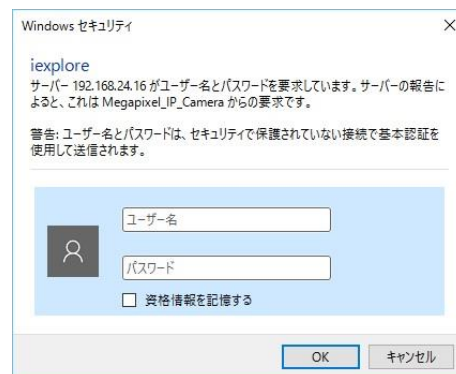 Windows セキュリティ
iexplore
サーバー 192.168.24.16 がユーザー名とパスワードを要求しています。サーバーの報告に
よると、これは Megapixel_IP_Camera からの要求です。
警告: ユーザー名とパスワードは、セキュリティで保護されていない接続で基本認証を
使用して送信されます。
ユーザー名
パスワード
資格情報を記憶する
OK キャンセル